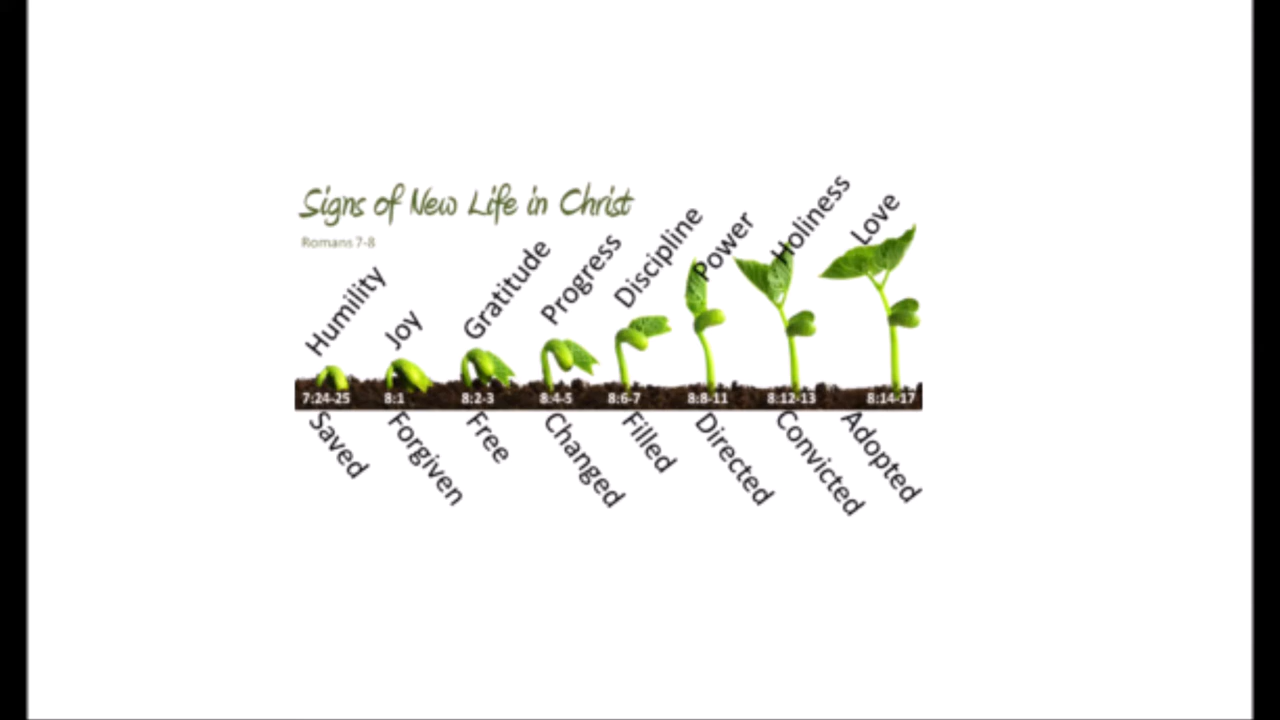 Signs of New Life in Christ
Romans 7-8
Humility
Joy
Gratitude
Progress
Discipline
Power
Holiness
Love
7:24-25
8:1
8:2-3
8:4-5
8:6-7
8:8-11
8:12-13
8:14-17
Saved
Forgiven
Free
Changed
Filled
Directed
Convicted
Adopted